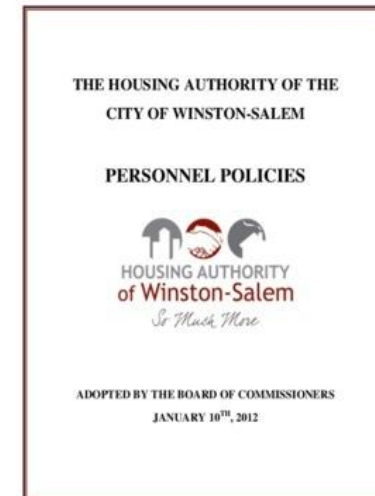 THE HOUSING AUTHORITY OF THE
CITY OF WINSTON-SALEM
PERSONNEL POLICIES
HOUSING AUTHORITY
of Winston-Salem
So Much More
ADOPTED BY THE BOARD OF COMMISSIONERS
JANUARY 10TH, 2012